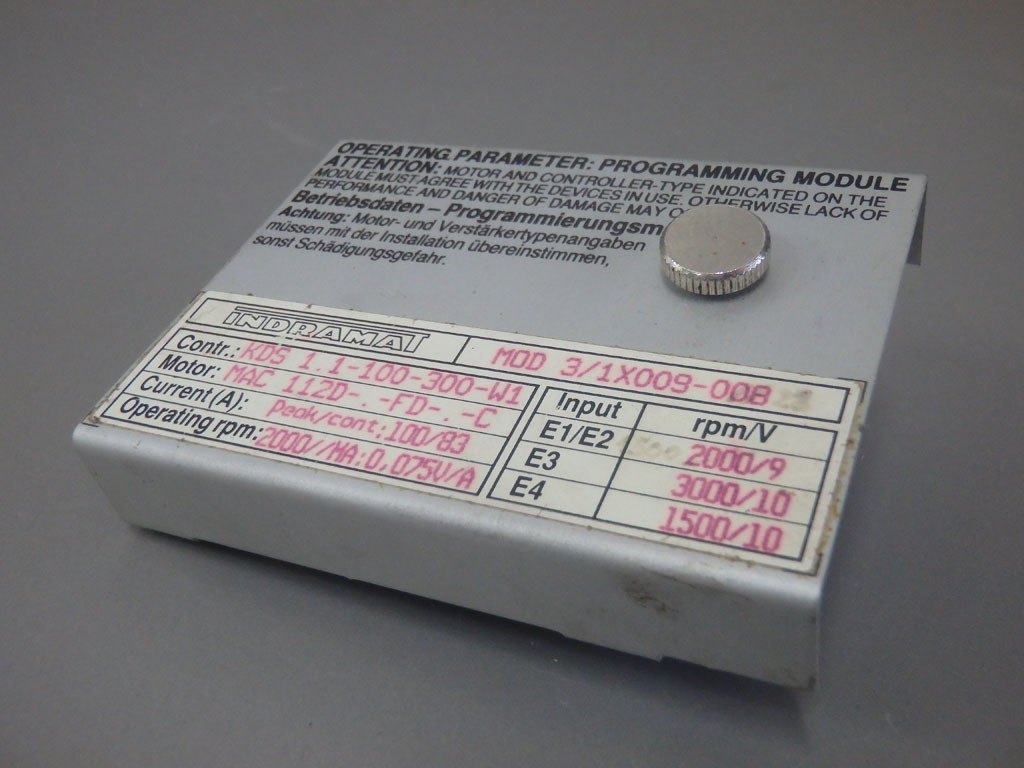 OPERATING PARAMETER: PROGRAMMING MODULE
ATTENTION: MOTOR AND CONTROLLER-TYPE INDICATED ON THE
MODULE MUST AGREE WITH THE DEVICES IN USE. OTHERWISE LACK OF
PERFORMANCE AND DANGER OF DAMAGE MAY
Betriebsdaten – Programmierungsm
Achtung: Motor- und Verstärkertypenangaben
müssen mit der Installation übereinstimmen,
sonst Schädigungsgefahr.
INDRAMAT MOD 3/1X009-008
Contr.: KDS 1.1-100-300-W1
Motor: MAC 112D-.-FD-.-C
Current (A): Peak/cont:100/83
Operating rpm: 2000//MA:0,075V/A
Input rpm/V
E1/E2 2000/9
E3 3000/10
E4 1500/10